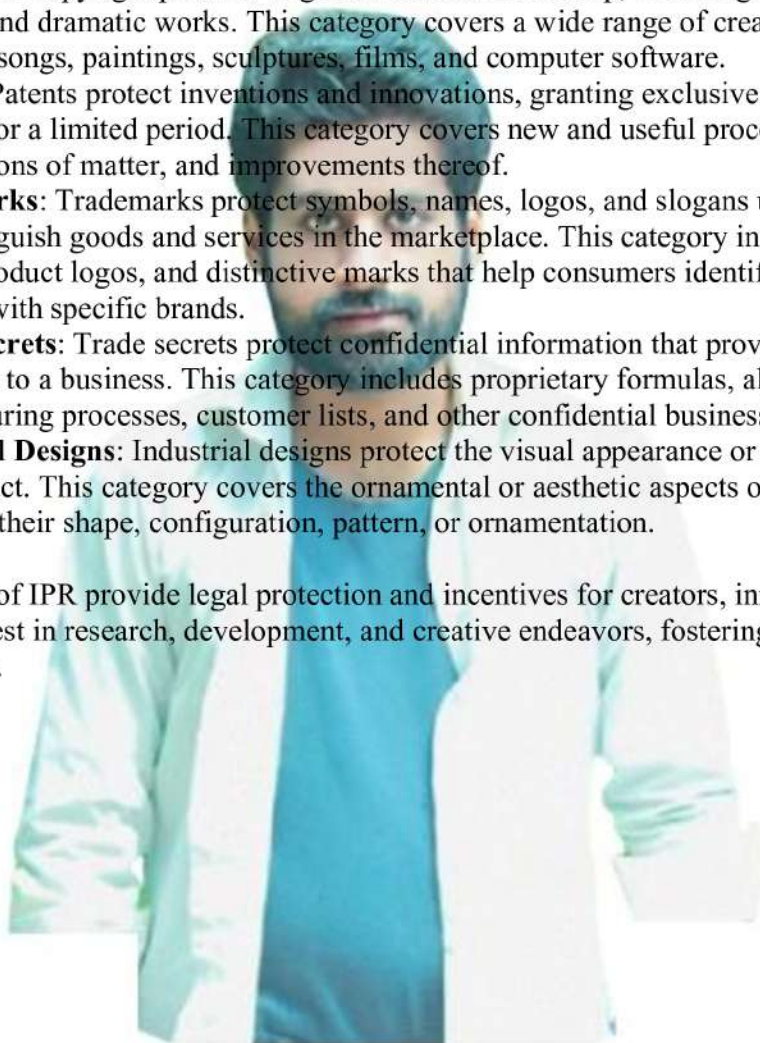 nd dramatic works. This category covers a wide range of crea
songs, paintings, sculptures, films, and computer software.
Patents protect inventions and innovations, granting exclusive
or a limited period. This category covers new and useful proc
ons of matter, and improvements thereof.
rks: Trademarks protect symbols, names, logos, and slogans
guish goods and services in the marketplace. This category in
oduct logos, and distinctive marks that help consumers identif
with specific brands.
crets: Trade secrets protect confidential information that prov
to a business. This category includes proprietary formulas, al
uring processes, customer lists, and other confidential business
l Designs: Industrial designs protect the visual appearance or
ct. This category covers the ornamental or aesthetic aspects o
their shape, configuration, pattern, or ornamentation.
of IPR provide legal protection and incentives for creators, in
est in research, development, and creative endeavors, fostering